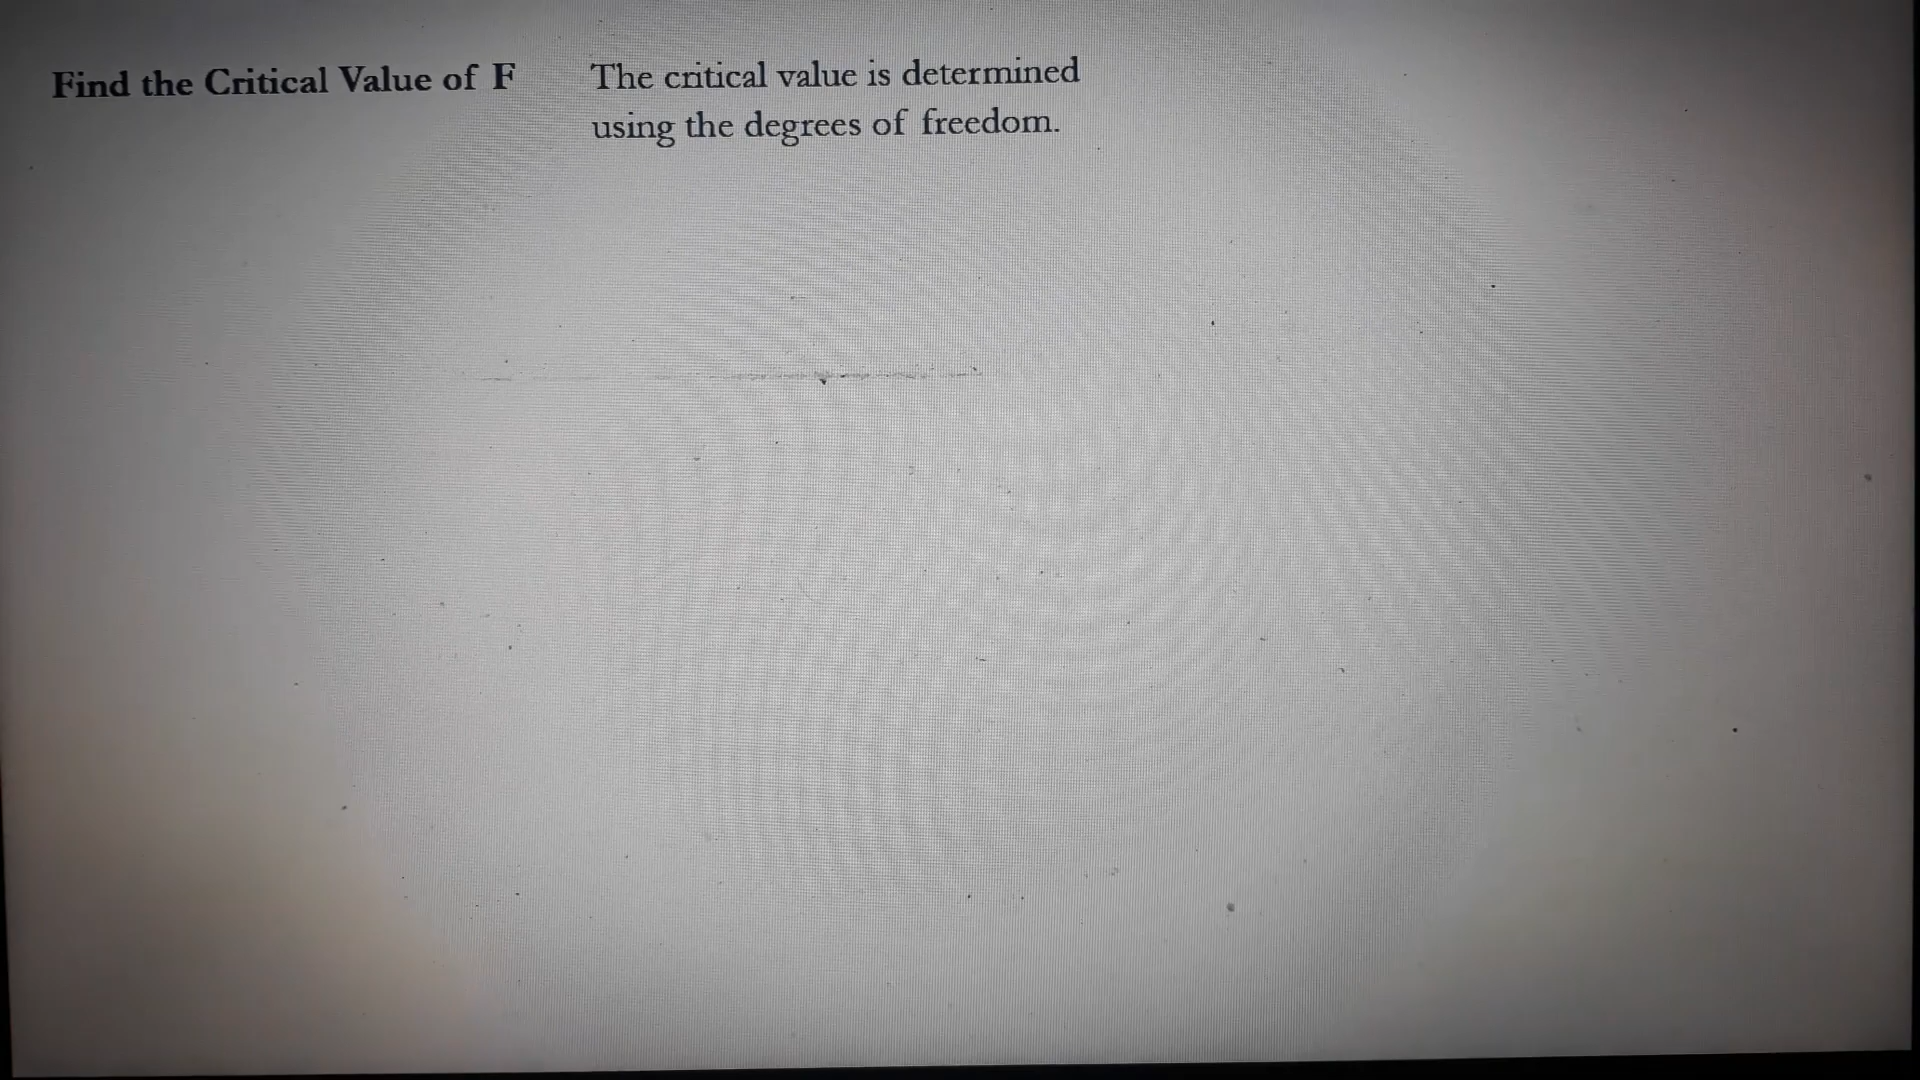 Find the Critical Value of F
The critical value is determined
using the degrees of freedom.